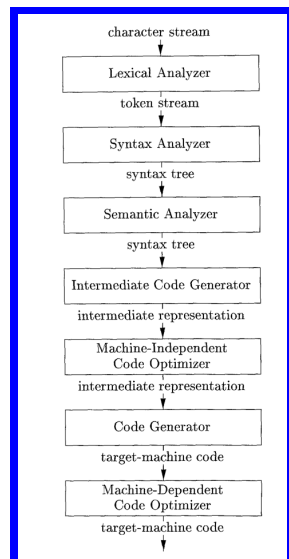 character stream
Lexical Analyzer
token stream
Syntax Analyzer
syntax tree
Semantic Analyzer
syntax tree
Intermediate Code Generator
intermediate representation
Machine-Independent
Code Optimizer
intermediate representation
Code Generator
target-machine code
Machine-Dependent
Code Optimizer
target-machine code